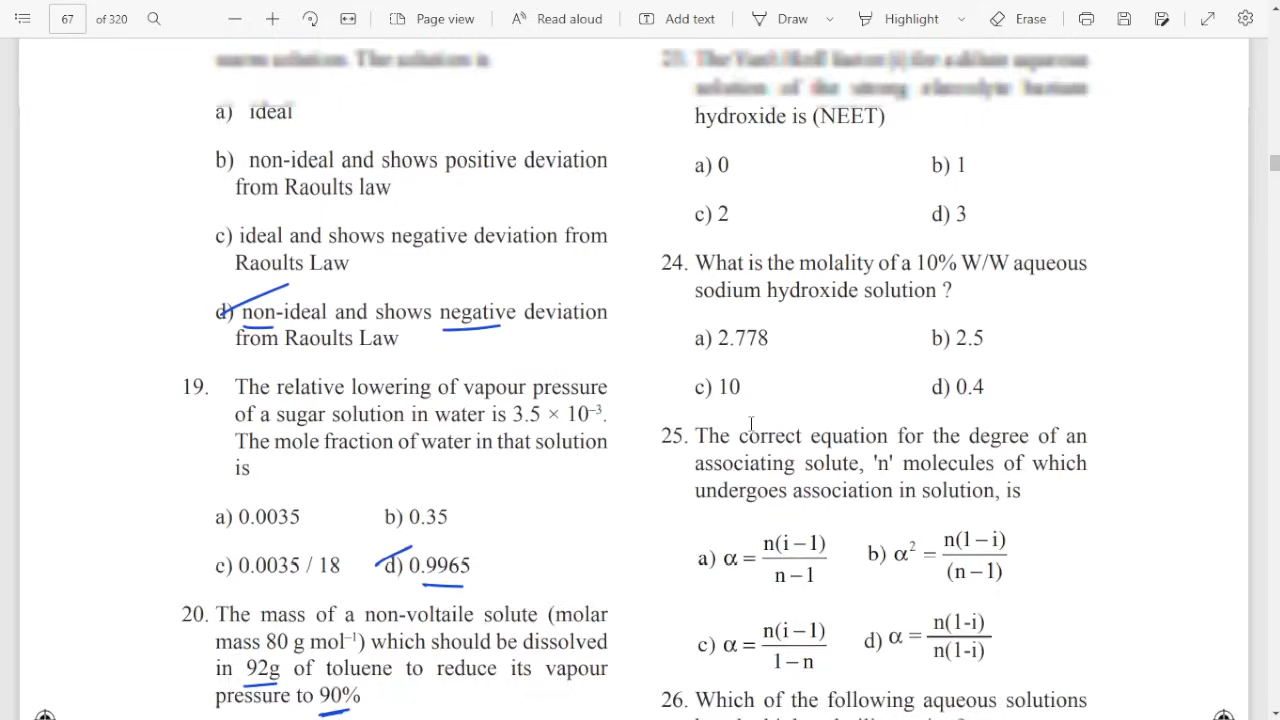 67 of 320 Page view Read aloud Add text Draw Highlight Erase
a) ideal
b) non-ideal and shows positive deviation
from Raoults law
c) ideal and shows negative deviation from
Raoults Law
d) non-ideal and shows negative deviation
from Raoults Law
19. The relative lowering of vapour pressure
of a sugar solution in water is 3.5 × 10⁻³.
The mole fraction of water in that solution
is
a) 0.0035 b) 0.35
c) 0.0035 / 18 d) 0.9965
20. The mass of a non-voltaile solute (molar
mass 80 g mol⁻¹) which should be dissolved
in 92g of toluene to reduce its vapour
pressure to 90%
hydroxide is (NEET)
a) 0 b) 1
c) 2 d) 3
24. What is the molality of a 10% W/W aqueous
sodium hydroxide solution ?
a) 2.778 b) 2.5
c) 10 d) 0.4
25. The correct equation for the degree of an
associating solute, 'n' molecules of which
undergoes association in solution, is
a) α = n(i – 1) / n – 1 b) α² = n(1 – i) / (n – 1)
c) α = n(i – 1) / 1 – n d) α = n(1-i) / n(1-i)
26. Which of the following aqueous solutions